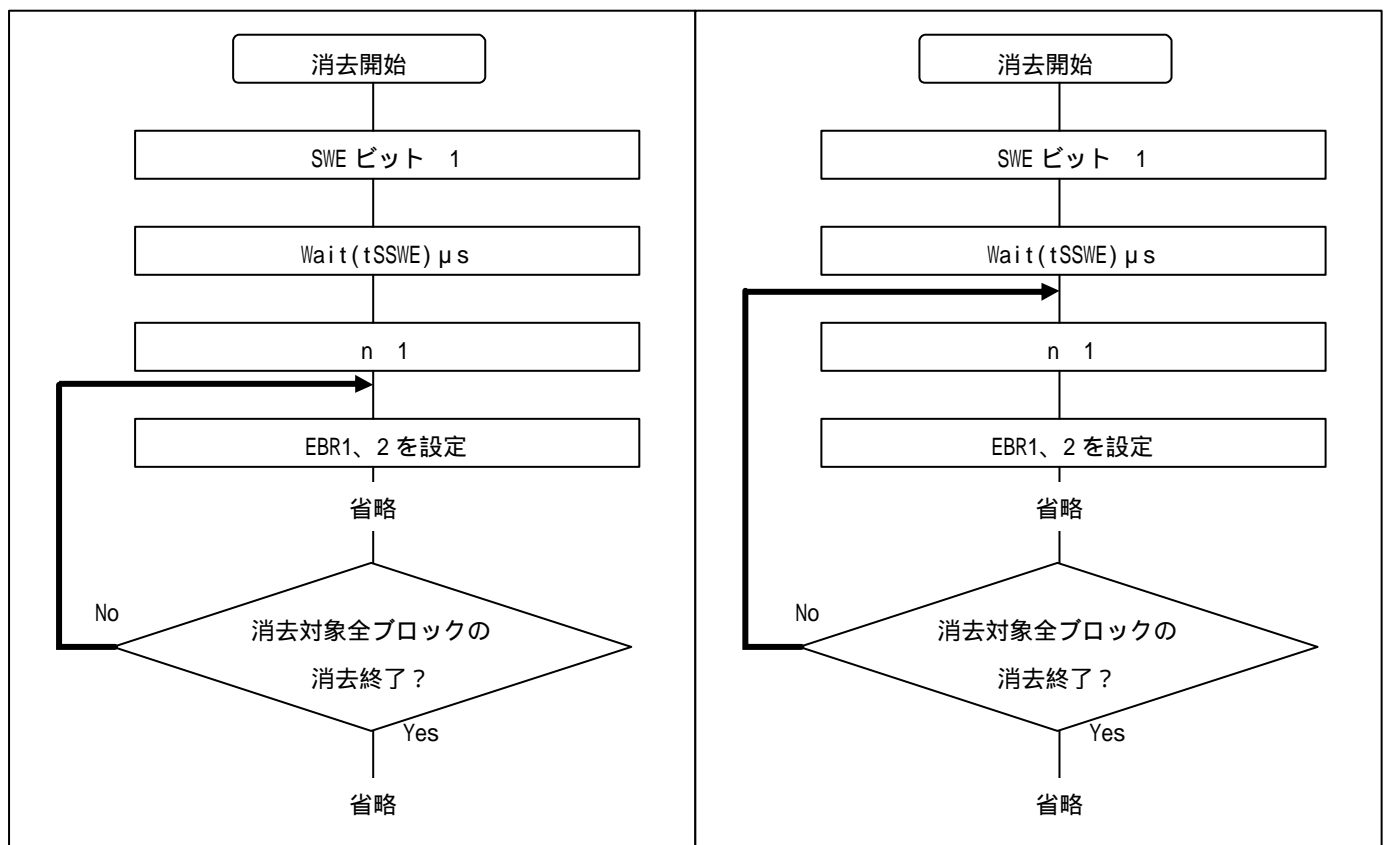 消去開始
SWE ビット 1
Wait(tSSWE)μs
n 1
EBR1、2 を設定
省略
No
消去対象全ブロックの
消去終了？
Yes
省略
消去開始
SWE ビット 1
Wait(tSSWE)μs
n 1
EBR1、2 を設定
省略
No
消去対象全ブロックの
消去終了？
Yes
省略